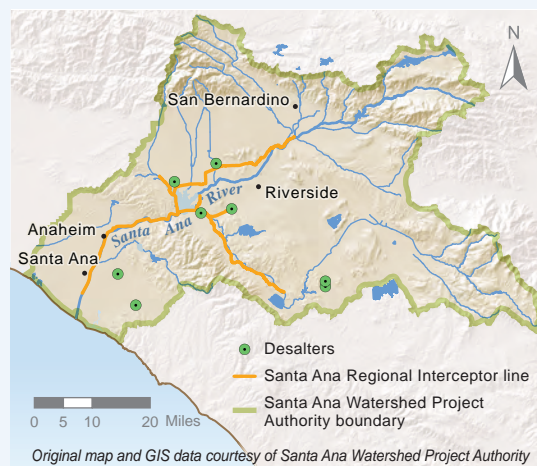 N
San Bernardino
Riverside
Santa Ana River
Anaheim
Santa Ana
Desalters
Santa Ana Regional Interceptor line
Santa Ana Watershed Project
Authority boundary
0 5 10 20 Miles
Original map and GIS data courtesy of Santa Ana Watershed Project Authority